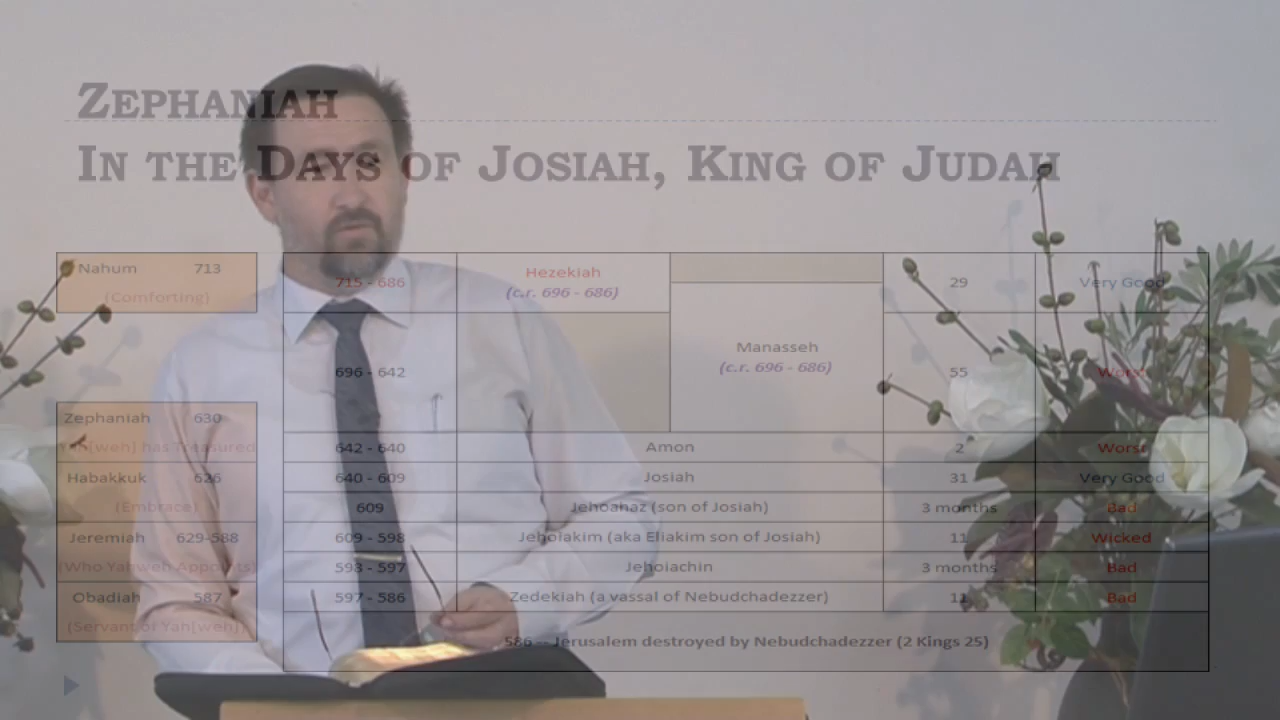 ZEPHANIAH
IN THE DAYS OF JOSIAH, KING OF JUDAH
Nahum 713
(Comforting)
715 - 686 Hezekiah (c.r. 696 - 686) 29 Very Good
696 - 642 Manasseh (c.r. 696 - 686) 55 Worst
Zephaniah 630
Yah[weh] has Treasured
642 - 640 Amon 2 Worst
Habakkuk 626
(Embrace)
640 - 609 Josiah 31 Very Good
609 Jehoahaz (son of Josiah) 3 months Bad
Jeremiah 629-588
(Who Yahweh Appoints)
609 - 598 Jehoiakim (aka Eliakim son of Josiah) 11 Wicked
593 - 597 Jehoiachin 3 months Bad
Obadiah 587
(Servant of Yah[weh])
597 - 586 Zedekiah (a vassal of Nebudchadezzer) 11 Bad
586 -- Jerusalem destroyed by Nebudchadezzer (2 Kings 25)